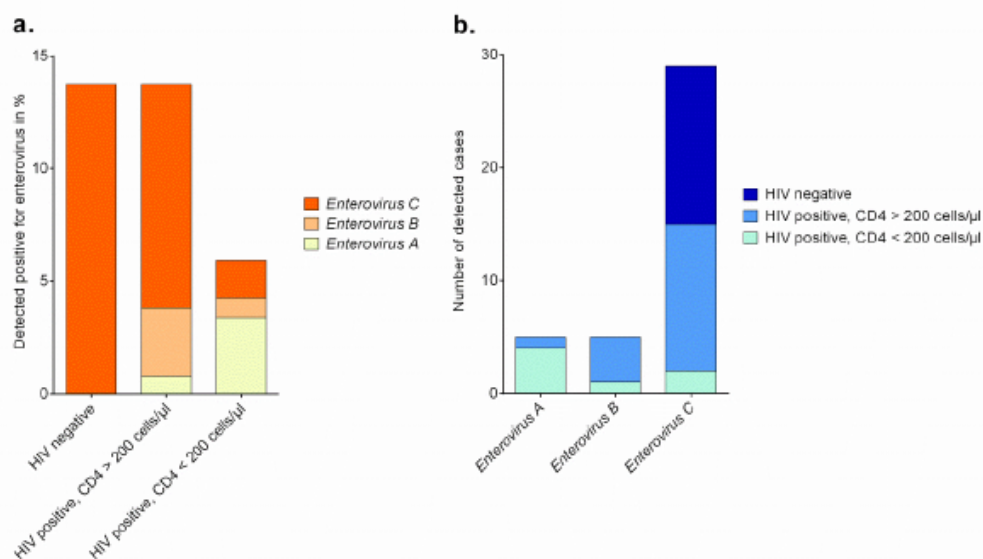 a.
Detected positive for enterovirus in %
15
10
5
0
HIV negative
HIV positive, CD4 > 200 cells/µl
HIV positive, CD4 < 200 cells/µl
Enterovirus C
Enterovirus B
Enterovirus A
b.
Number of detected cases
30
20
10
0
Enterovirus A
Enterovirus B
Enterovirus C
HIV negative
HIV positive, CD4 > 200 cells/µl
HIV positive, CD4 < 200 cells/µl